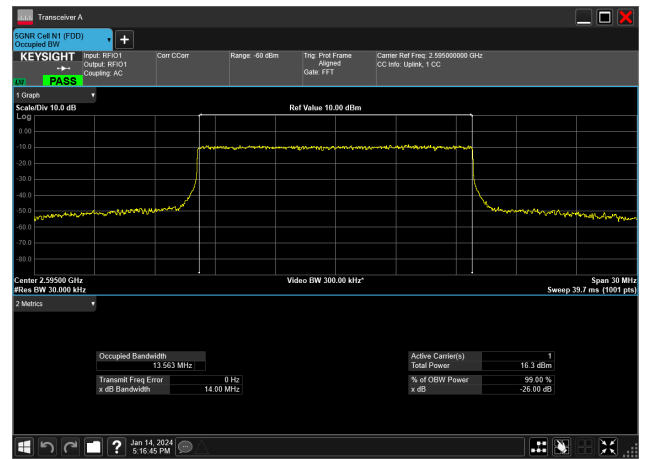 Transceiver A
5GNR Cell N1 (FDD)
Occupied BW
KEYSIGHT
Input: RFIO1
Output: RFIO1
Coupling: AC
Corr CCorr
Range: -60 dBm
Trig: Prot Frame
Aligned
Gate: FFT
Carrier Ref Freq: 2.595000000 GHz
CC Info: Uplink, 1 CC
PASS
1 Graph
Scale/Div 10.0 dB
Ref Value 10.00 dBm
Log
0.00
-10.0
-20.0
-30.0
-40.0
-50.0
-60.0
-70.0
-80.0
Center 2.59500 GHz
Video BW 300.00 kHz*
Span 30 MHz
#Res BW 30.000 kHz
Sweep 39.7 ms (1001 pts)
2 Metrics
Occupied Bandwidth
13.563 MHz
Active Carrier(s) 1
Total Power 16.3 dBm
Transmit Freq Error 0 Hz
x dB Bandwidth 14.00 MHz
% of OBW Power 99.00 %
x dB -26.00 dB
Jan 14, 2024
5:16:45 PM